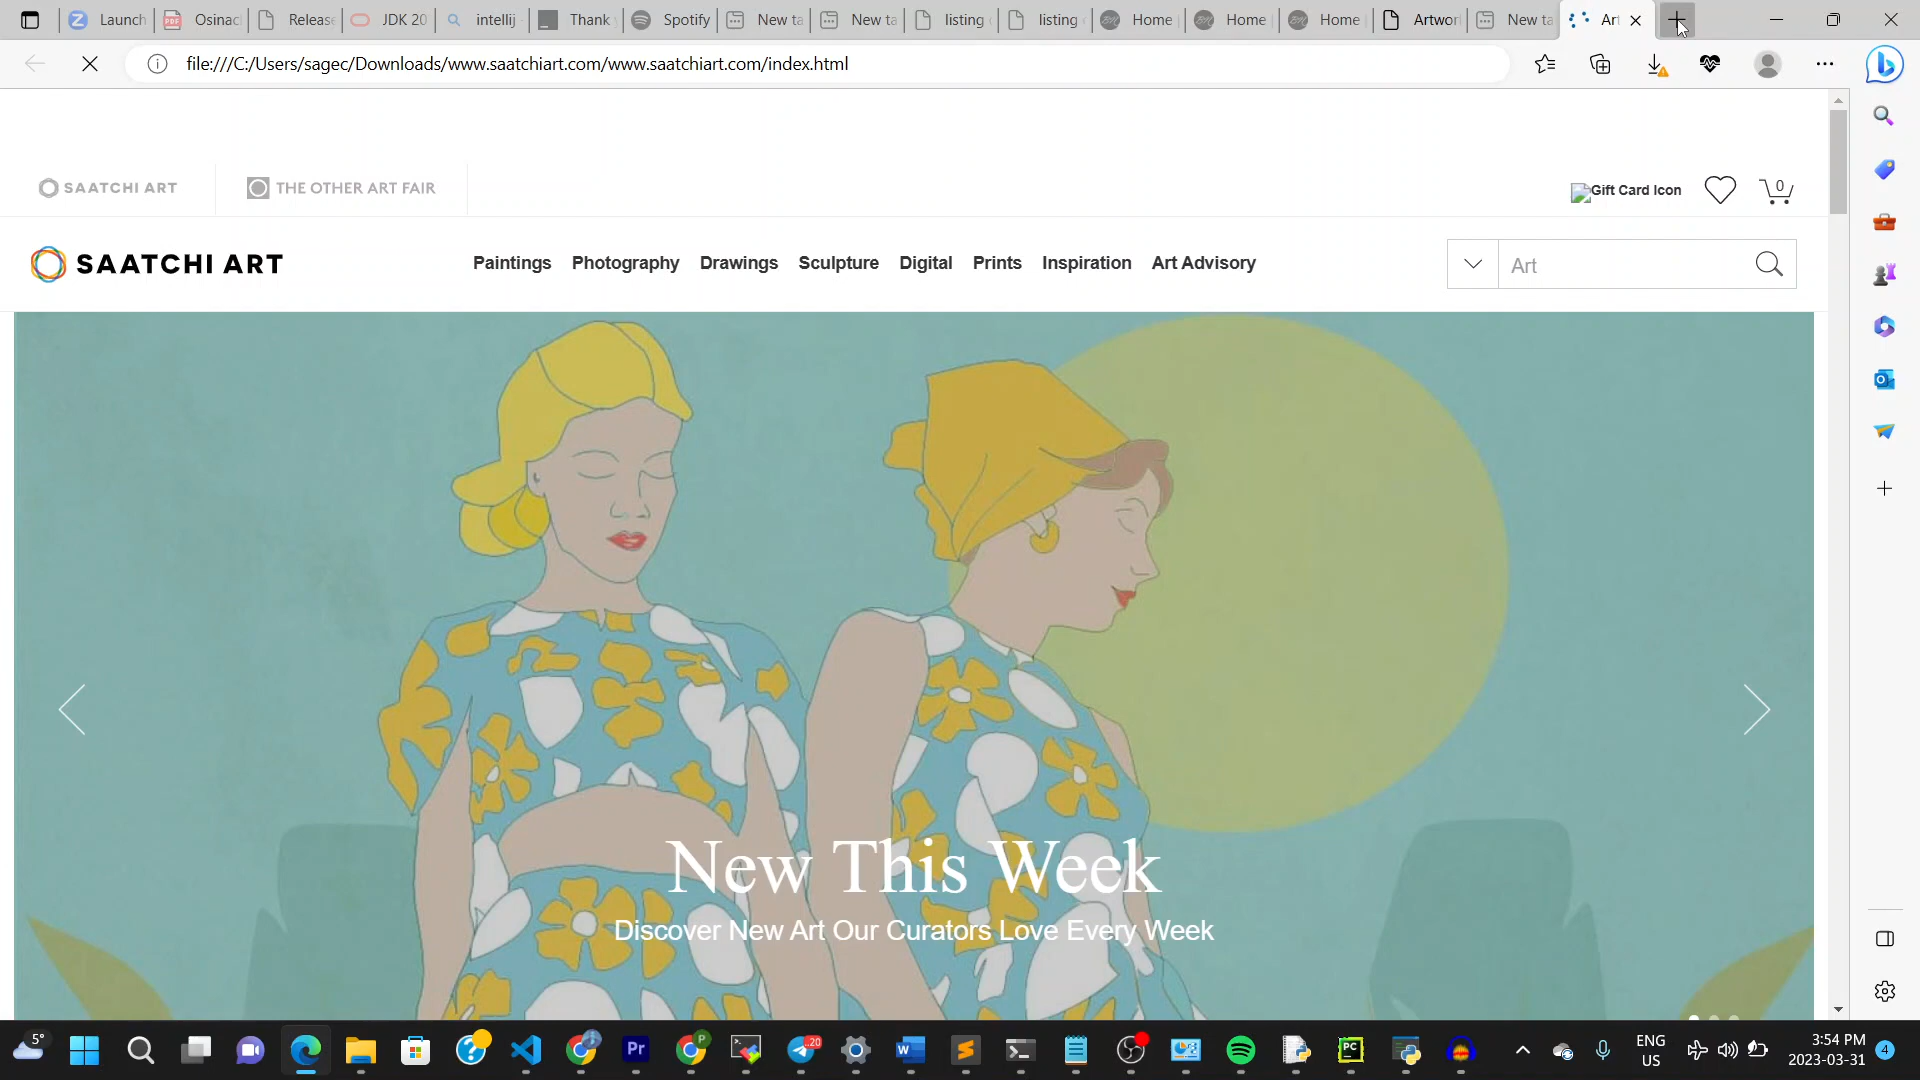 Launch
Osinac
Release
JDK 20
intellij
Thank
Spotify
New ta
New ta
listing
listing
Home
Home
Home
Artwor
New ta
Art
file:///C:/Users/sagec/Downloads/www.saatchiart.com/www.saatchiart.com/index.html
SAATCHI ART
THE OTHER ART FAIR
Gift Card Icon
0
SAATCHI ART
Paintings
Photography
Drawings
Sculpture
Digital
Prints
Inspiration
Art Advisory
Art
New This Week
Discover New Art Our Curators Love Every Week
5°
Pr
20
PC
ENG
US
3:54 PM
2023-03-31
4